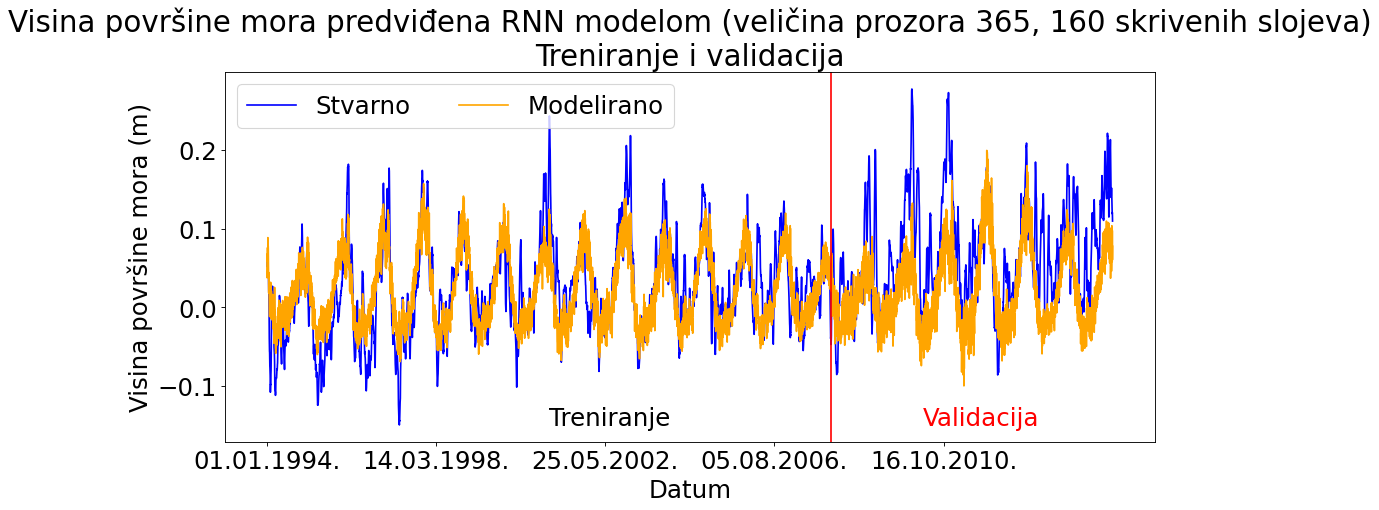 Visina površine mora predviđena RNN modelom (veličina prozora 365, 160 skrivenih slojeva)
Treniranje i validacija
Stvarno
Modelirano
Visina površine mora (m)
0.2
0.1
0.0
−0.1
Treniranje
Validacija
01.01.1994.
14.03.1998.
25.05.2002.
05.08.2006.
16.10.2010.
Datum